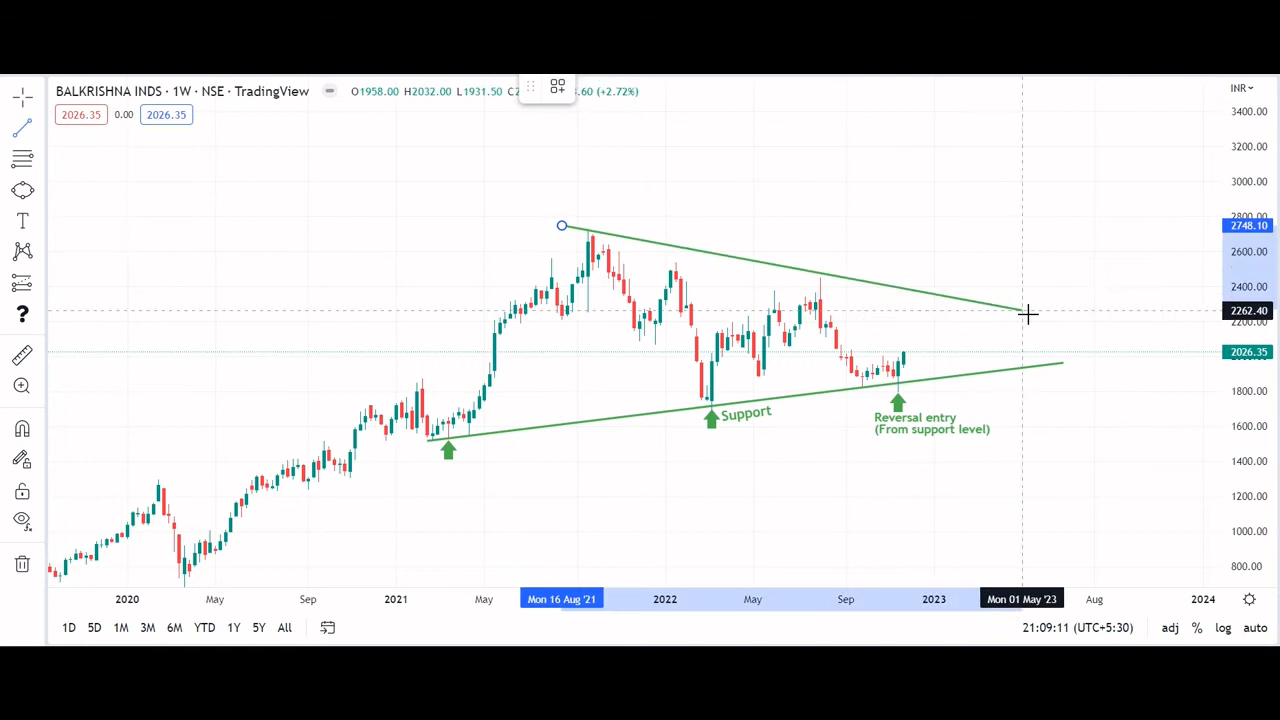 BALKRISHNA INDS · 1W · NSE · TradingView O1958.00 H2032.00 L1931.50 .60 (+2.72%)
INR
2026.35 0.00 2026.35
3400.00
3200.00
3000.00
2748.10
2600.00
2400.00
2262.40
2200.00
2026.35
1800.00
1600.00
1400.00
1200.00
1000.00
800.00
T
?
Support
Reversal entry
(From support level)
2020 May Sep 2021 May Mon 16 Aug '21 2022 May Sep 2023 Mon 01 May '23 Aug 2024
1D 5D 1M 3M 6M YTD 1Y 5Y All 21:09:11 (UTC+5:30) adj % log auto